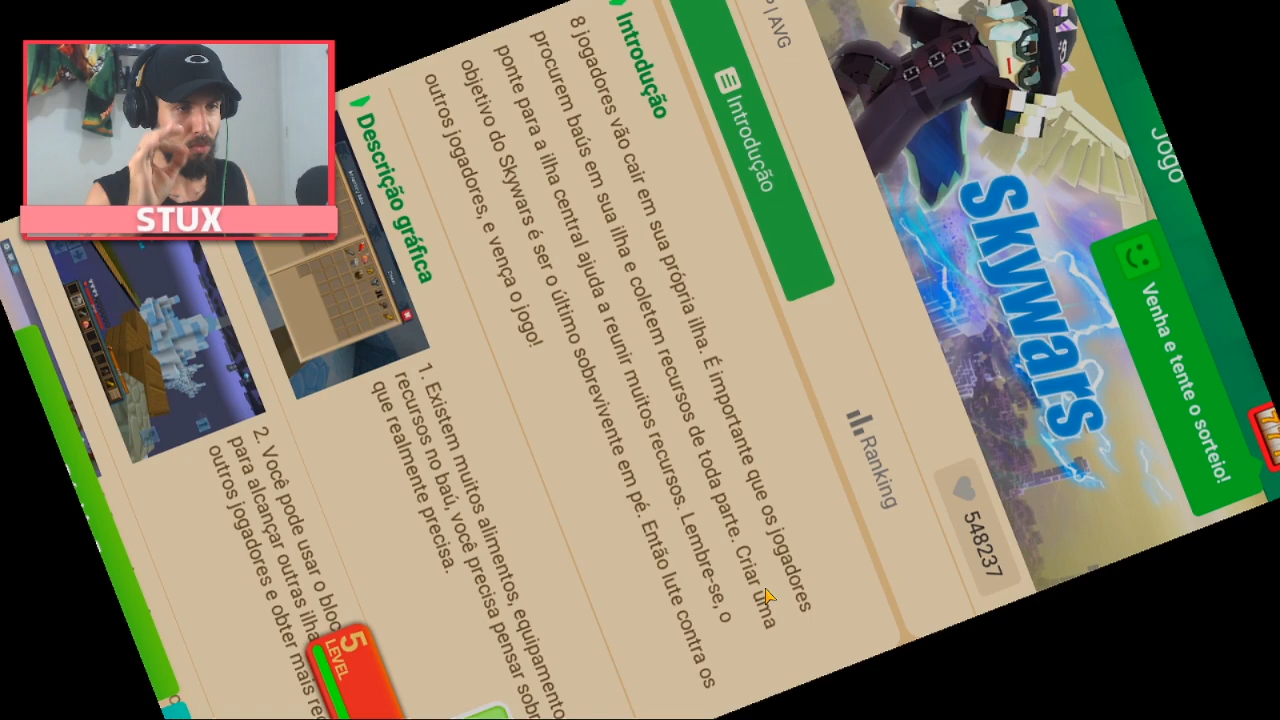 STUX
Jogo
Venha e tente o sorteio!
Skywars
548237
P | AVG
Introdução
Ranking
Introdução
8 jogadores vão cair em sua própria ilha. É importante que os jogadores
procurem baús em sua ilha e coletem recursos de toda parte. Criar uma
ponte para a ilha central ajuda a reunir muitos recursos. Lembre-se, o
objetivo do Skywars é ser o último sobrevivente em pé. Então lute contra os
outros jogadores, e vença o jogo!
Descrição gráfica
1. Existem muitos alimentos, equipamento
recursos no baú, você precisa pensar sobr
que realmente precisa.
2. Você pode usar o bloc
para alcançar outras ilha
outros jogadores e obter mais rec
5
LEVEL